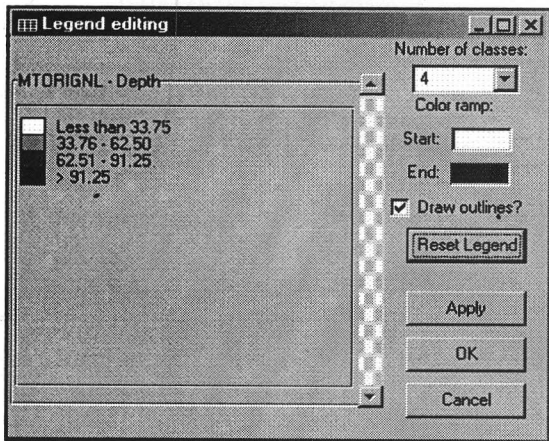 Legend editing
Number of classes:
MTORIGNL - Depth
4
Color ramp:
Less than 33.75
33.76 - 62.50
62.51 - 91.25
> 91.25
Start:
End:
Draw outlines?
Reset Legend
Apply
OK
Cancel